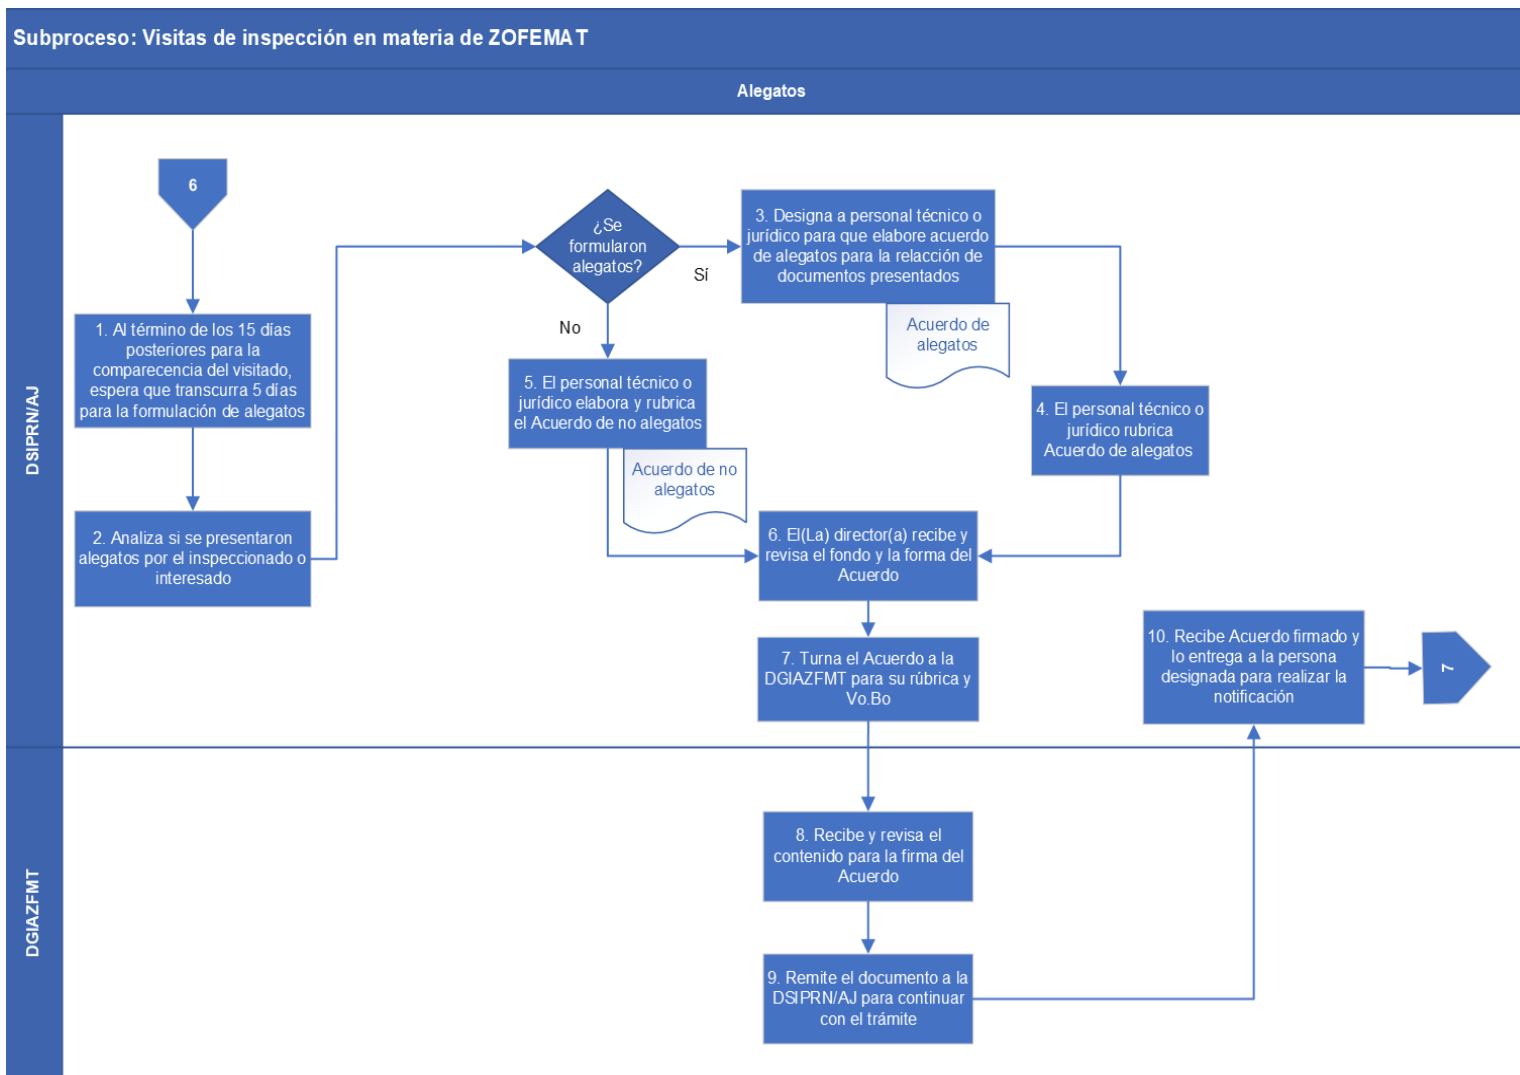 Subproceso: Visitas de inspección en materia de ZOFEMAT
Alegatos
DSIPRN/AJ
6
1. Al término de los 15 días
posteriores para la
comparecencia del visitado,
espera que transcurra 5 días
para la formulación de alegatos
2. Analiza si se presentaron
alegatos por el inspeccionado o
interesado
¿Se
formularon
alegatos?
Sí
No
3. Designa a personal técnico o
jurídico para que elabore acuerdo
de alegatos para la relacción de
documentos presentados
Acuerdo de
alegatos
4. El personal técnico o
jurídico rubrica
Acuerdo de alegatos
5. El personal técnico o
jurídico elabora y rubrica
el Acuerdo de no alegatos
Acuerdo de no
alegatos
6. El(La) director(a) recibe y
revisa el fondo y la forma del
Acuerdo
7. Turna el Acuerdo a la
DGIAZFMT para su rúbrica y
Vo.Bo
10. Recibe Acuerdo firmado y
lo entrega a la persona
designada para realizar la
notificación
7
DGIAZFMT
8. Recibe y revisa el
contenido para la firma del
Acuerdo
9. Remite el documento a la
DSIPRN/AJ para continuar
con el trámite